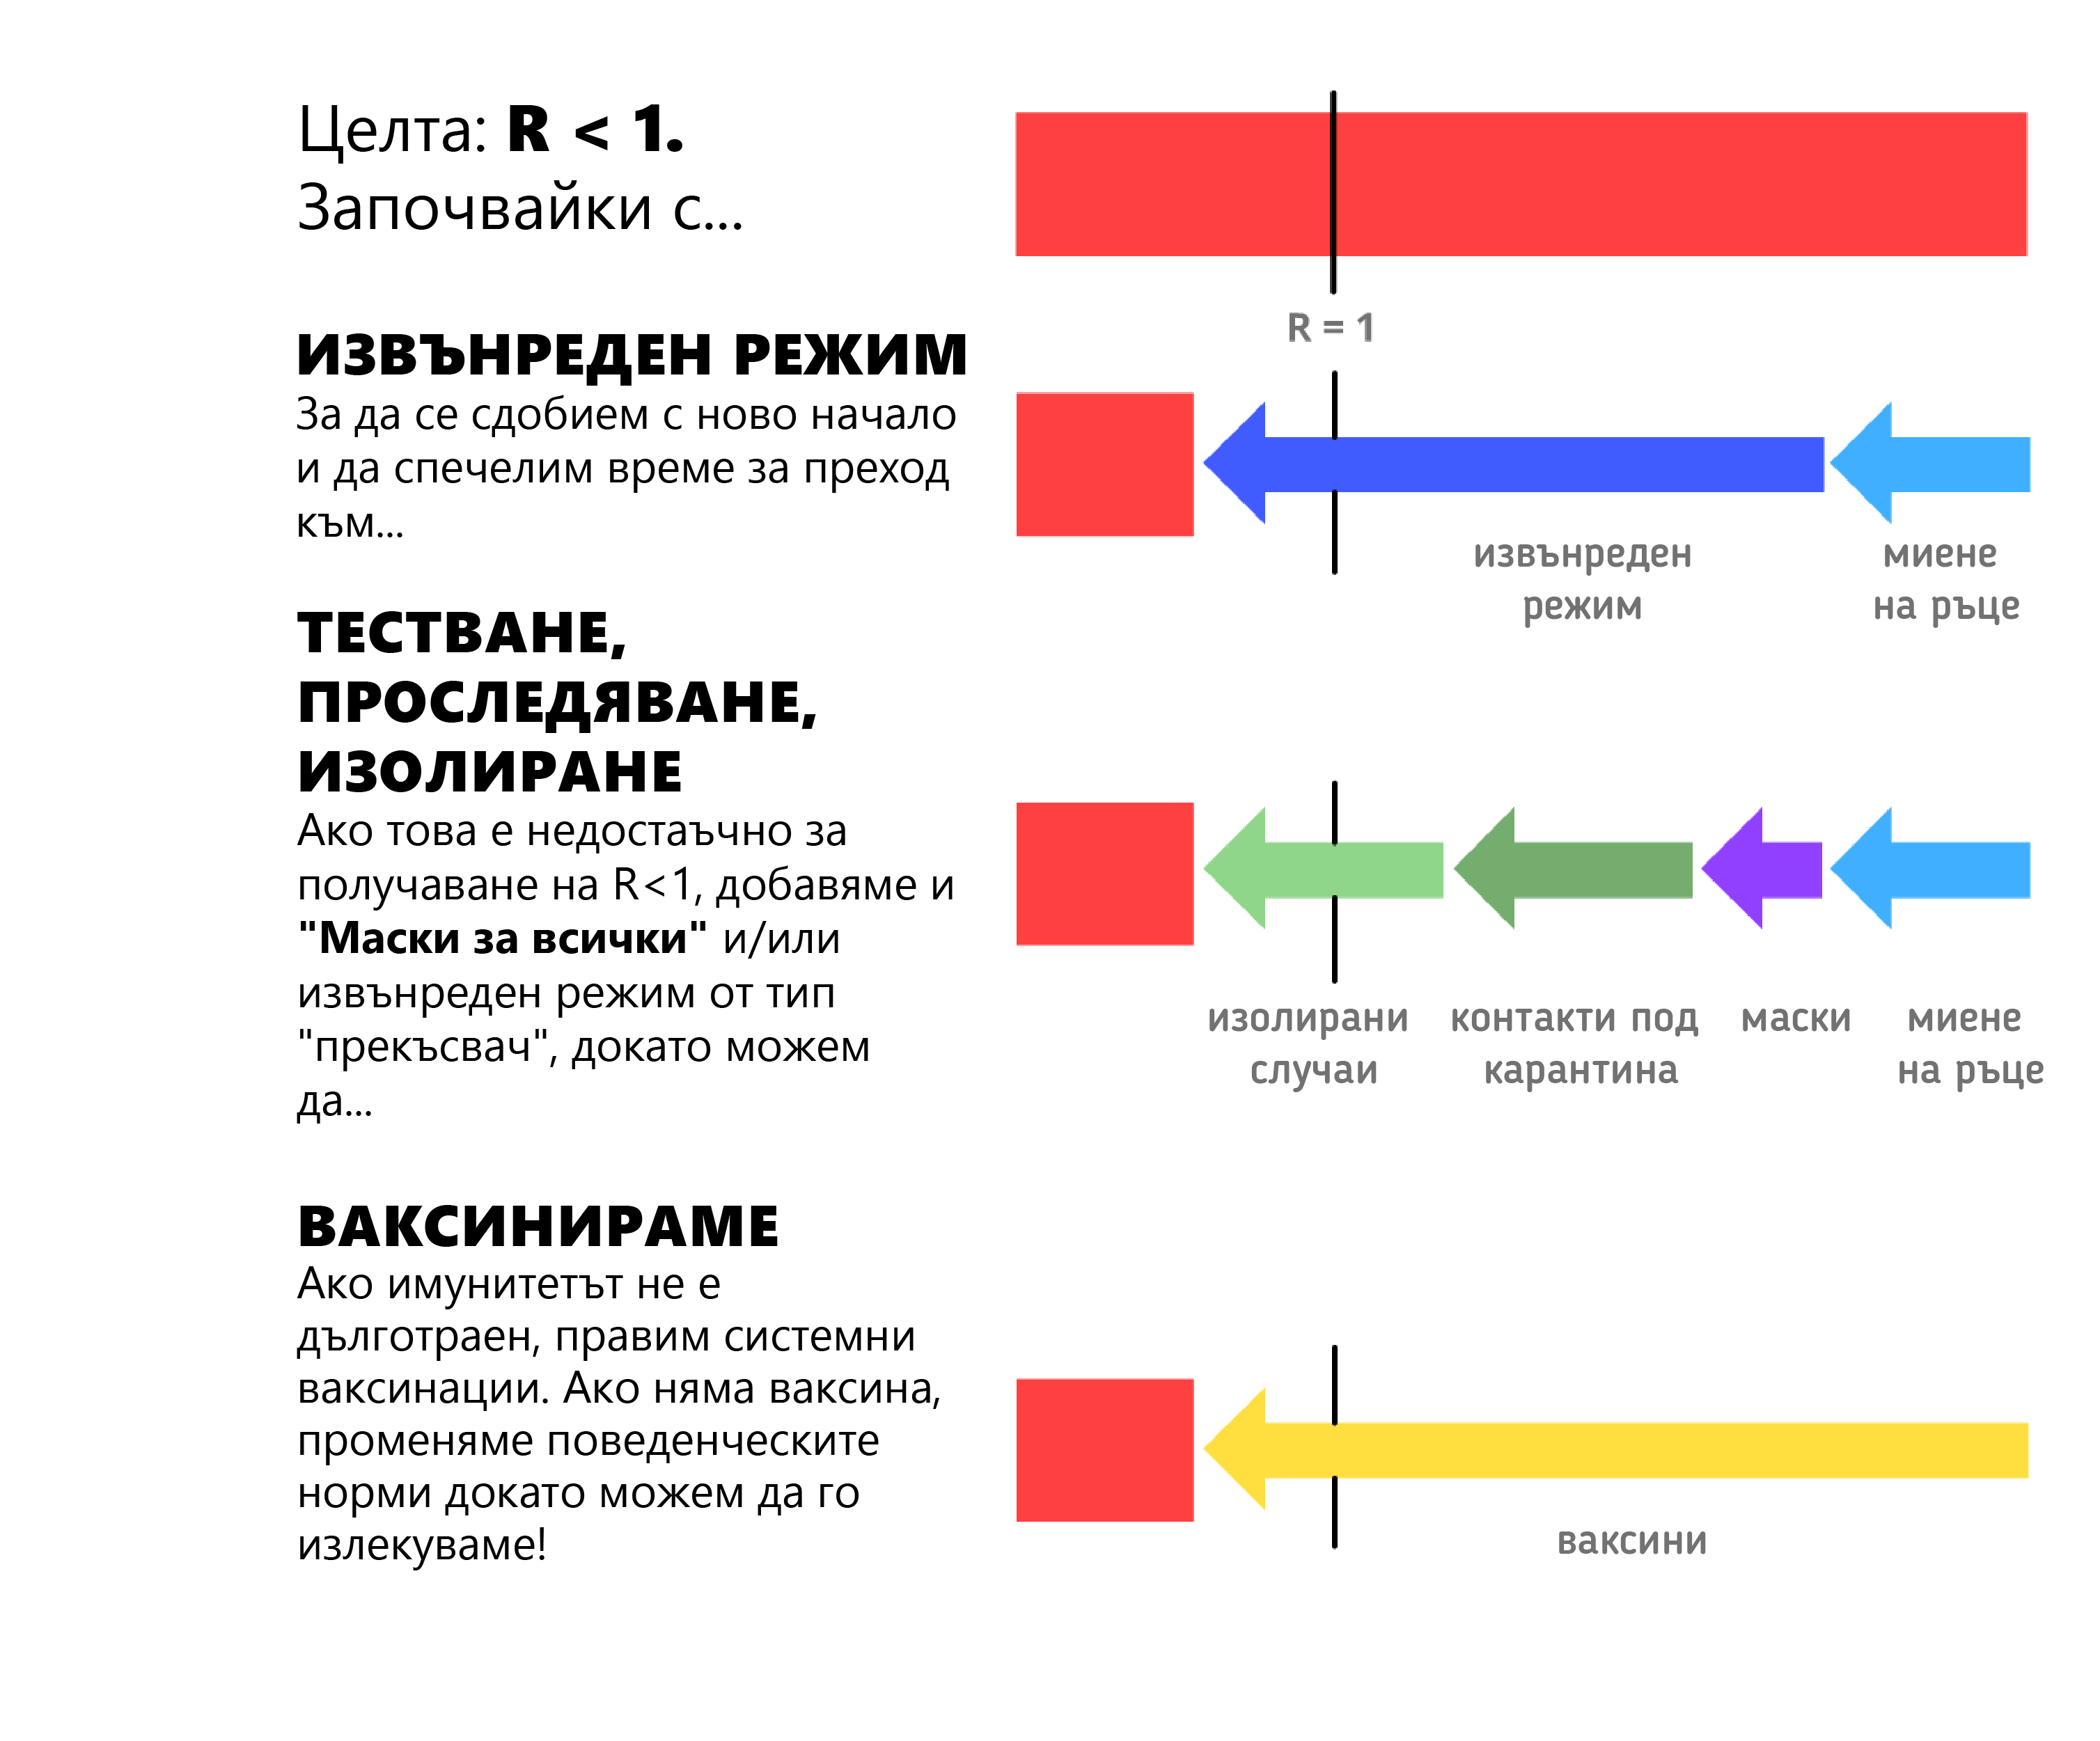 Целта: R < 1.
Започвайки с...
R = 1
ИЗВЪНРЕДЕН РЕЖИМ
За да се сдобием с ново начало
и да спечелим време за преход
към...
извънреден
режим
миене
на ръце
ТЕСТВАНЕ,
ПРОСЛЕДЯВАНЕ,
ИЗОЛИРАНЕ
Ако това е недостаъчно за
получаване на R<1, добавяме и
"Маски за всички" и/или
извънреден режим от тип
"прекъсвач", докато можем
да...
изолирани
случаи
контакти под
карантина
маски
миене
на ръце
ВАКСИНИРАМЕ
Ако имунитетът не е
дълготраен, правим системни
ваксинации. Ако няма ваксина,
променяме поведенческите
норми докато можем да го
излекуваме!
ваксини